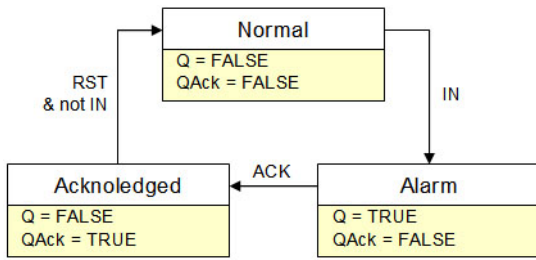 Normal
Q = FALSE
QAck = FALSE
RST
& not IN
IN
ACK
Acknoledged
Q = FALSE
QAck = TRUE
Alarm
Q = TRUE
QAck = FALSE